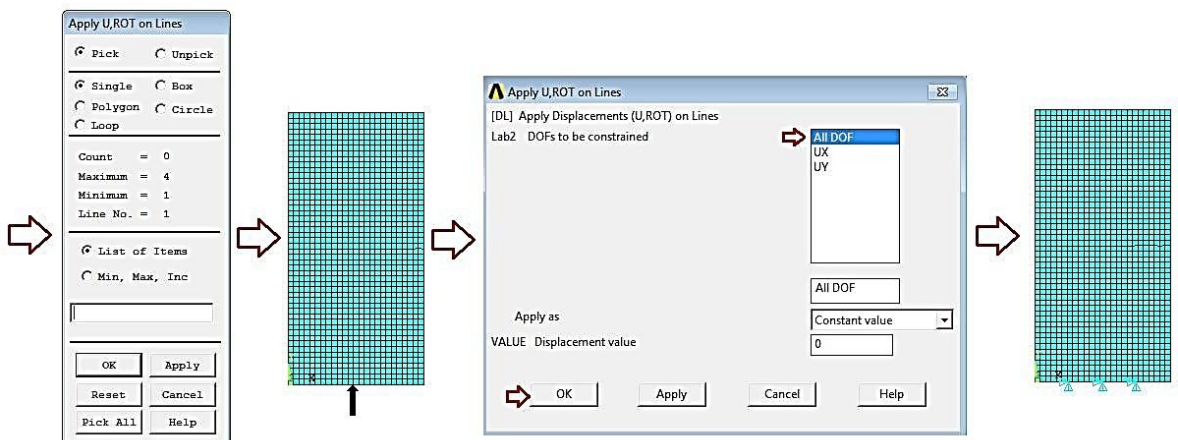 Apply U,ROT on Lines
Pick Unpick
Single Box
Polygon Circle
Loop
Count = 0
Maximum = 4
Minimum = 1
Line No. = 1
List of Items
Min, Max, Inc
OK Apply
Reset Cancel
Pick All Help
X
Apply U,ROT on Lines
[DL] Apply Displacements (U,ROT) on Lines
Lab2 DOFs to be constrained
All DOF
UX
UY
All DOF
Apply as
Constant value
VALUE Displacement value
0
OK Apply Cancel Help
X